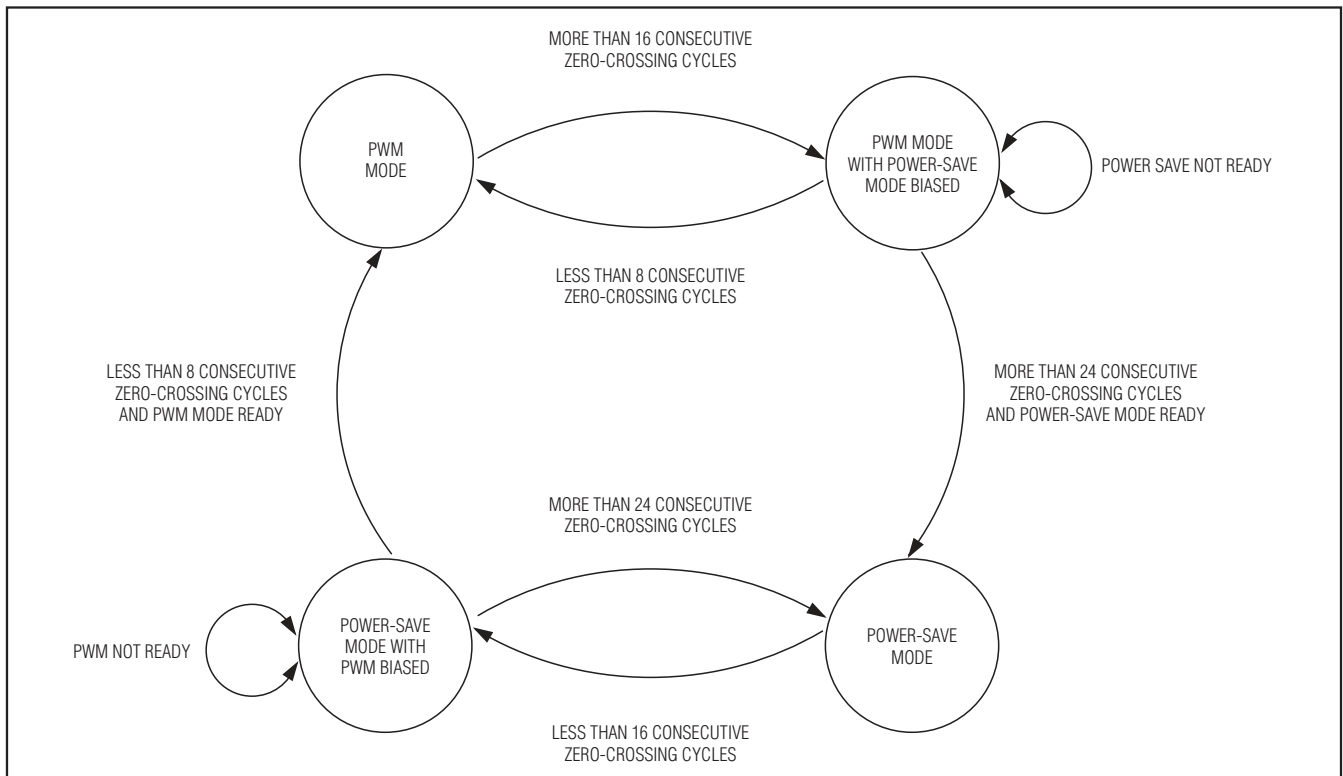 MORE THAN 16 CONSECUTIVE
ZERO-CROSSING CYCLES
PWM
MODE
PWM MODE
WITH POWER-SAVE
MODE BIASED
POWER SAVE NOT READY
LESS THAN 8 CONSECUTIVE
ZERO-CROSSING CYCLES
LESS THAN 8 CONSECUTIVE
ZERO-CROSSING CYCLES
AND PWM MODE READY
MORE THAN 24 CONSECUTIVE
ZERO-CROSSING CYCLES
AND POWER-SAVE MODE READY
MORE THAN 24 CONSECUTIVE
ZERO-CROSSING CYCLES
PWM NOT READY
POWER-SAVE
MODE WITH
PWM BIASED
POWER-SAVE
MODE
LESS THAN 16 CONSECUTIVE
ZERO-CROSSING CYCLES